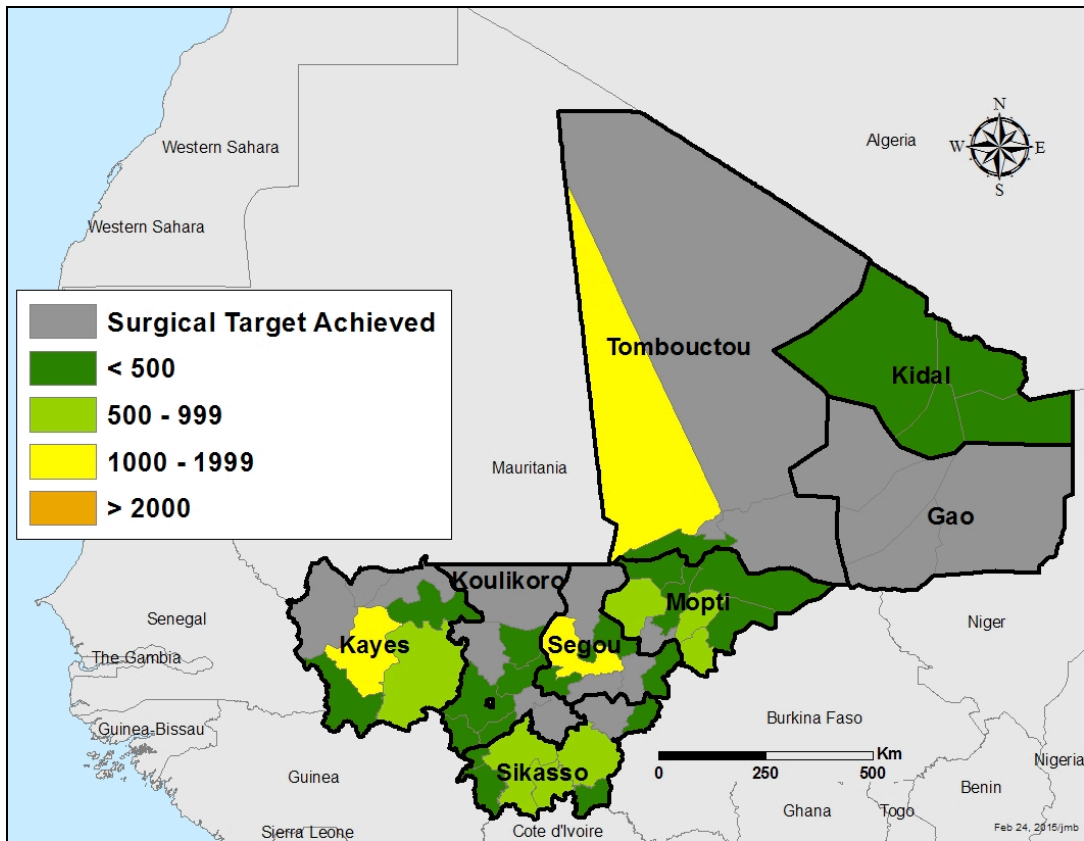 N
W E
S
Algeria
Western Sahara
Western Sahara
Surgical Target Achieved
< 500
500 - 999
1000 - 1999
> 2000
Tombouctou
Kidal
Mauritania
Gao
Koulikoro
Mopti
Senegal
Niger
Kayes
Segou
The Gambia
Burkina Faso
Guinea-Bissau
Km
0 250 500
Nigeria
Sikasso
Guinea
Benin
Ghana
Togo
Sierra Leone
Cote d'Ivoire
Feb 24, 2015/jmb